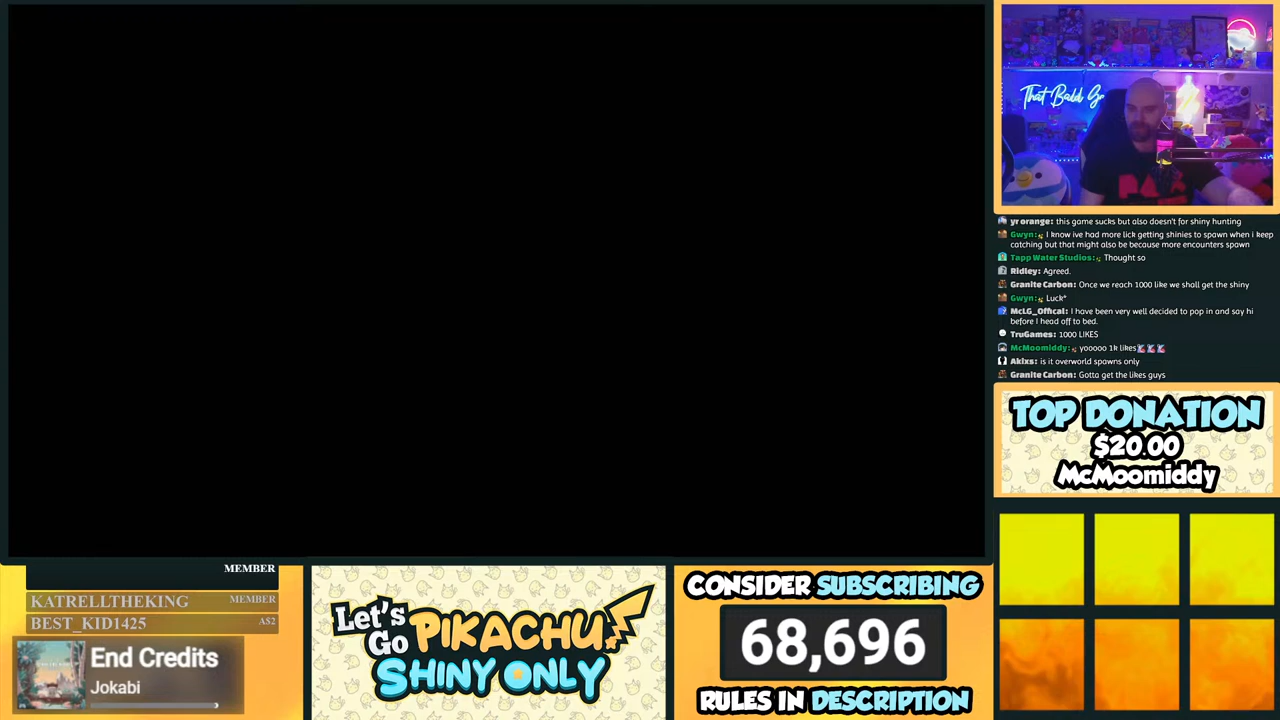 That Bald G
yr orange: this game sucks but also doesn't for shiny hunting
Gwyn: I know ive had more lick getting shinies to spawn when i keep
catching but that might also be because more encounters spawn
Tapp Water Studios: Thought so
Ridley: Agreed.
Granite Carbon: Once we reach 1000 like we shall get the shiny
Gwyn: Luck*
McLG_Offical: I have been very well decided to pop in and say hi
before I head off to bed.
TruGames: 1000 LIKES
McMoomiddy: yooooo 1k likes
Akixs: is it overworld spawns only
Granite Carbon: Gotta get the likes guys
TOP DONATION
$20.00
McMoomiddy
MEMBER
KATRELLTHEKING MEMBER
BEST_KID1425 A$2
End Credits
Jokabi
Let's
Go PIKACHU
SHINY ONLY
CONSIDER SUBSCRIBING
68,696
RULES IN DESCRIPTION